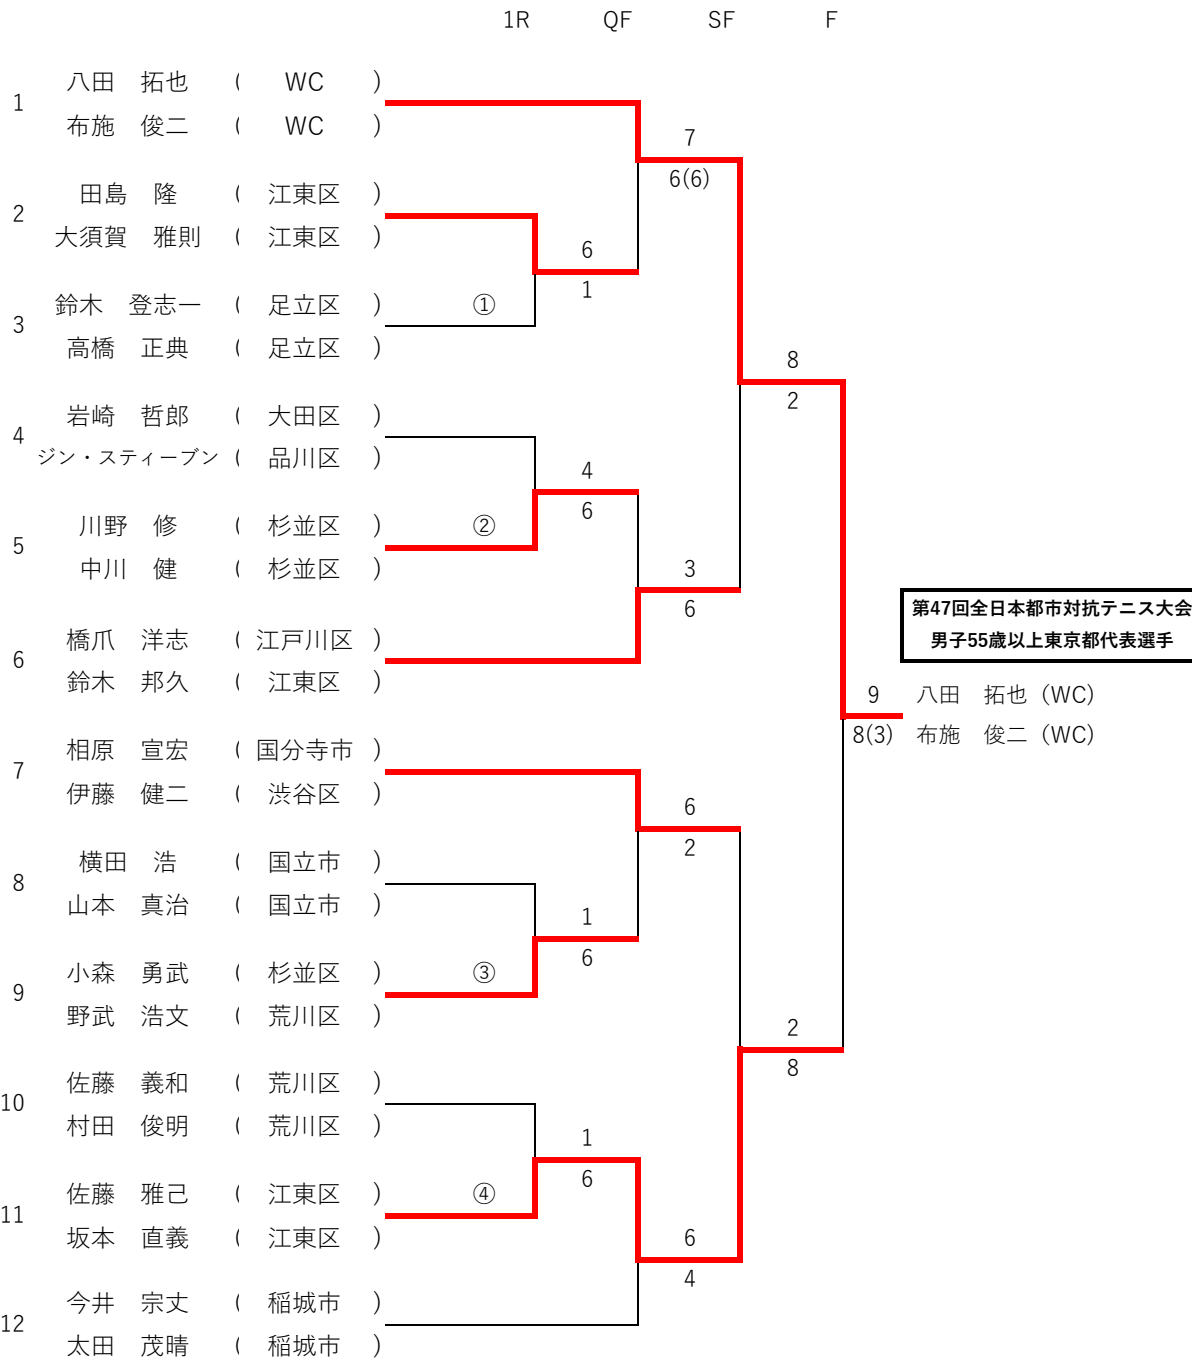 1R QF SF F
八田　拓也 ( WC )
1
布施　俊二 ( WC )
7
6(6)
田島　隆 ( 江東区 )
2
大須賀　雅則 ( 江東区 )
6
1
鈴木　登志一 ( 足立区 ) ①
3
高橋　正典 ( 足立区 )
8
2
岩崎　哲郎 ( 大田区 )
4
ジン・スティーブン ( 品川区 )
4
6
川野　修 ( 杉並区 ) ②
5
中川　健 ( 杉並区 )
3
6
第47回全日本都市対抗テニス大会
男子55歳以上東京都代表選手
橋爪　洋志 ( 江戸川区 )
6
鈴木　邦久 ( 江東区 )
9 八田　拓也（WC）
8(3) 布施　俊二（WC）
相原　宣宏 ( 国分寺市 )
7
伊藤　健二 ( 渋谷区 )
6
2
横田　浩 ( 国立市 )
8
山本　真治 ( 国立市 )
1
6
小森　勇武 ( 杉並区 ) ③
9
野武　浩文 ( 荒川区 )
2
8
佐藤　義和 ( 荒川区 )
10
村田　俊明 ( 荒川区 )
1
6
佐藤　雅己 ( 江東区 ) ④
11
坂本　直義 ( 江東区 )
6
4
今井　宗丈 ( 稲城市 )
12
太田　茂晴 ( 稲城市 )